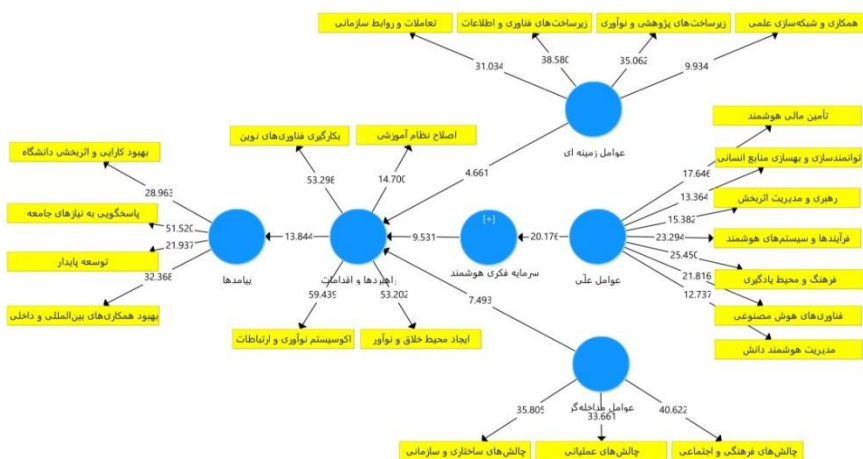 همکاری و شبکه‌سازی علمی
زیرساخت‌های پژوهشی و نوآوری
زیرساخت‌های فناوری و اطلاعات
تعاملات و روابط سازمانی
9.934
35.062
38.580
31.034
عوامل زمینه ای
4.661
تأمین مالی هوشمند
توانمندسازی و بهسازی منابع انسانی
رهبری و مدیریت اثربخش
فرآیندها و سیستم‌های هوشمند
فرهنگ و محیط یادگیری
فناوری‌های هوش مصنوعی
مدیریت هوشمند دانش
17.646
13.364
15.382
23.294
25.450
21.816
12.737
عوامل علّی
20.176
[+]
سرمایه فکری هوشمند
9.531
اصلاح نظام آموزشی
بکارگیری فناوری‌های نوین
14.700
53.298
راهبردها و اقدامات
53.202
59.439
ایجاد محیط خلاق و نوآور
اکوسیستم نوآوری و ارتباطات
13.844
پیامدها
28.963
51.520
21.937
32.368
بهبود کارایی و اثربخشی دانشگاه
پاسخگویی به نیازهای جامعه
توسعه پایدار
بهبود همکاری‌های بین‌المللی و داخلی
7.493
عوامل مداخله‌گر
40.622
33.661
35.805
چالش‌های فرهنگی و اجتماعی
چالش‌های عملیاتی
چالش‌های ساختاری و سازمانی